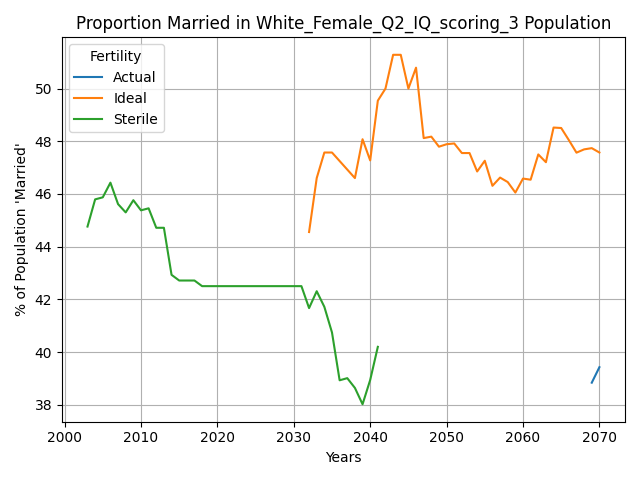 Proportion Married in White_Female_Q2_IQ_scoring_3 Population
Fertility
Actual
Ideal
Sterile
% of Population 'Married'
50
48
46
44
42
40
38
2000 2010 2020 2030 2040 2050 2060 2070
Years